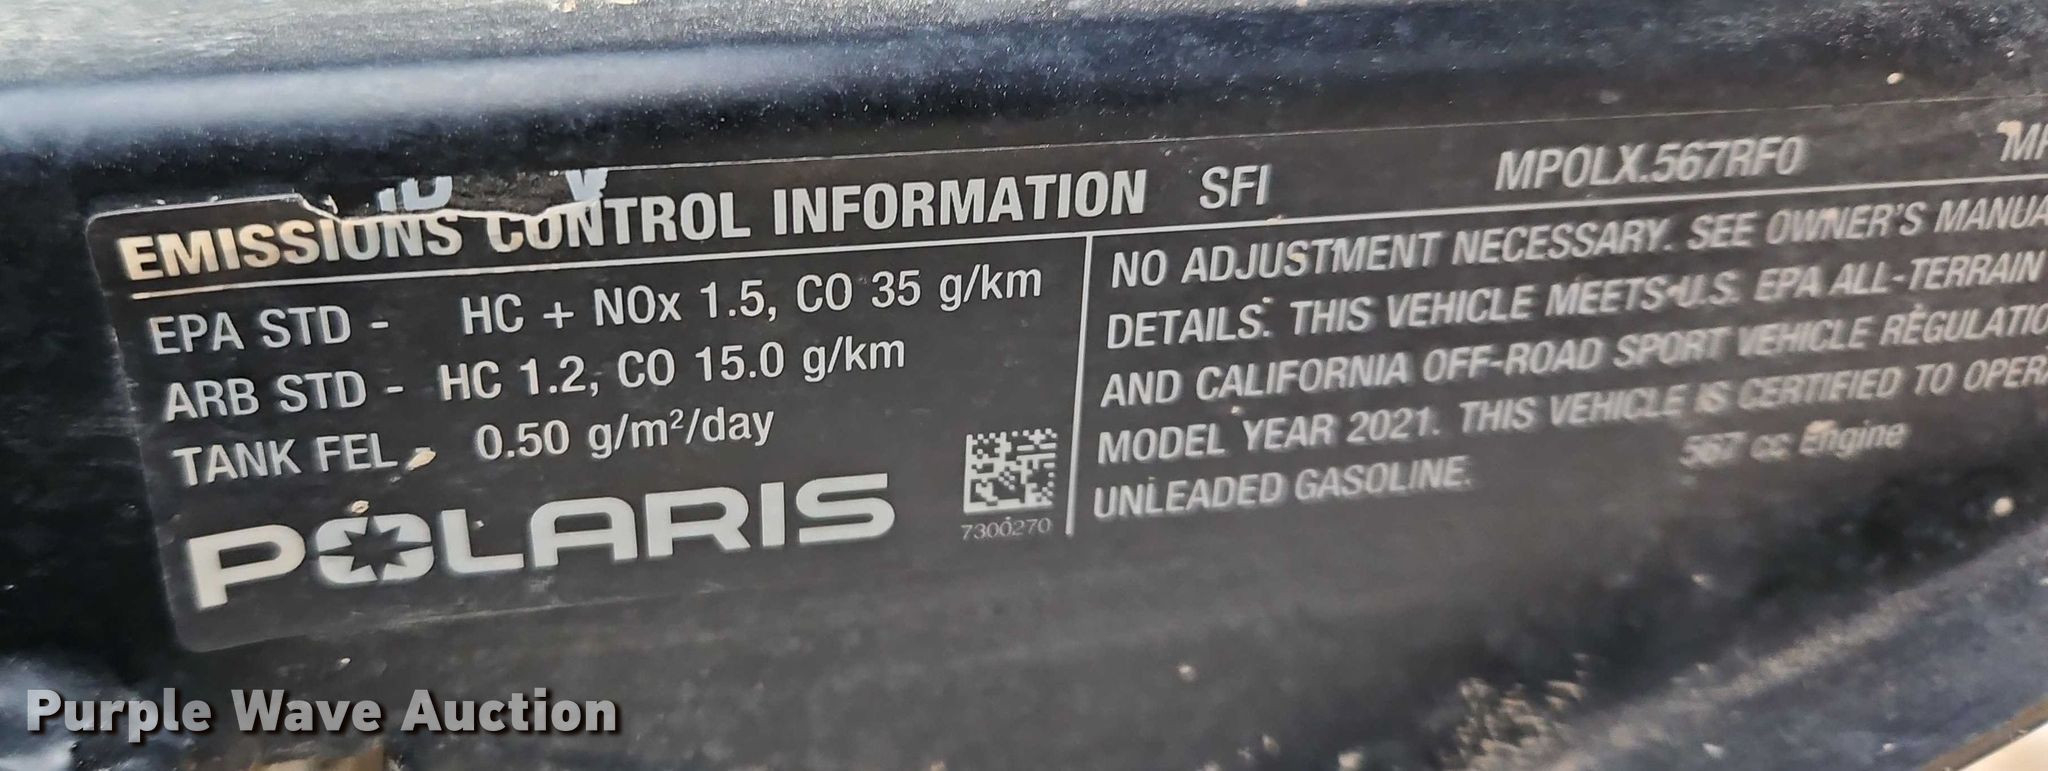 EMISSIONS CONTROL INFORMATION SFI MPOLX.567RF0
EPA STD - HC + NOx 1.5, CO 35 g/km
ARB STD - HC 1.2, CO 15.0 g/km
TANK FEL - 0.50 g/m²/day
POLARIS
7300270
NO ADJUSTMENT NECESSARY. SEE OWNER'S
DETAILS. THIS VEHICLE MEETS U.S. EPA ALL-TERRAIN
AND CALIFORNIA OFF-ROAD SPORT VEHICLE
MODEL YEAR 2021. THIS VEHICLE IS CERTIFIED TO
UNLEADED GASOLINE.
567 cc Engine
Purple Wave Auction